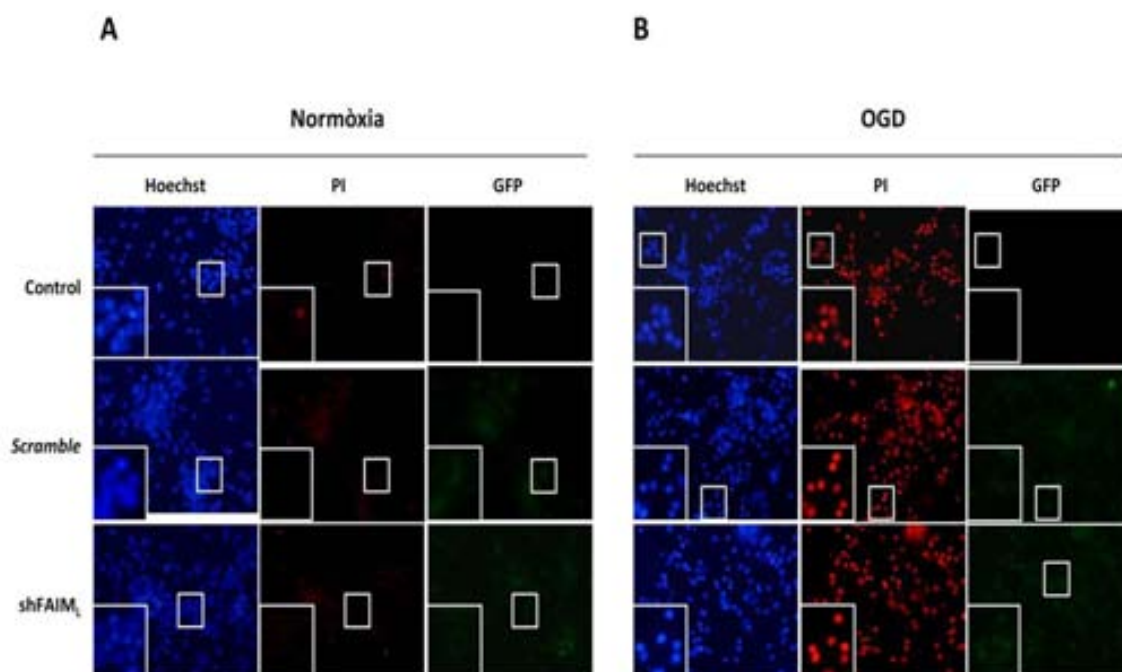 A
B
Normòxia
OGD
Hoechst PI GFP
Hoechst PI GFP
Control
Scramble
shFAIML